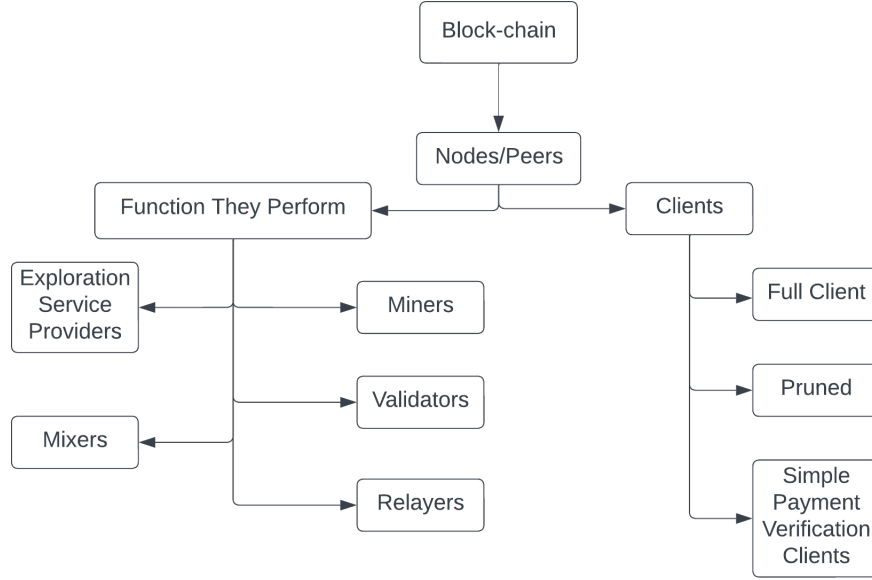 Block-chain
Nodes/Peers
Function They Perform
Clients
Exploration
Service
Providers
Miners
Full Client
Validators
Pruned
Mixers
Relayers
Simple
Payment
Verification
Clients